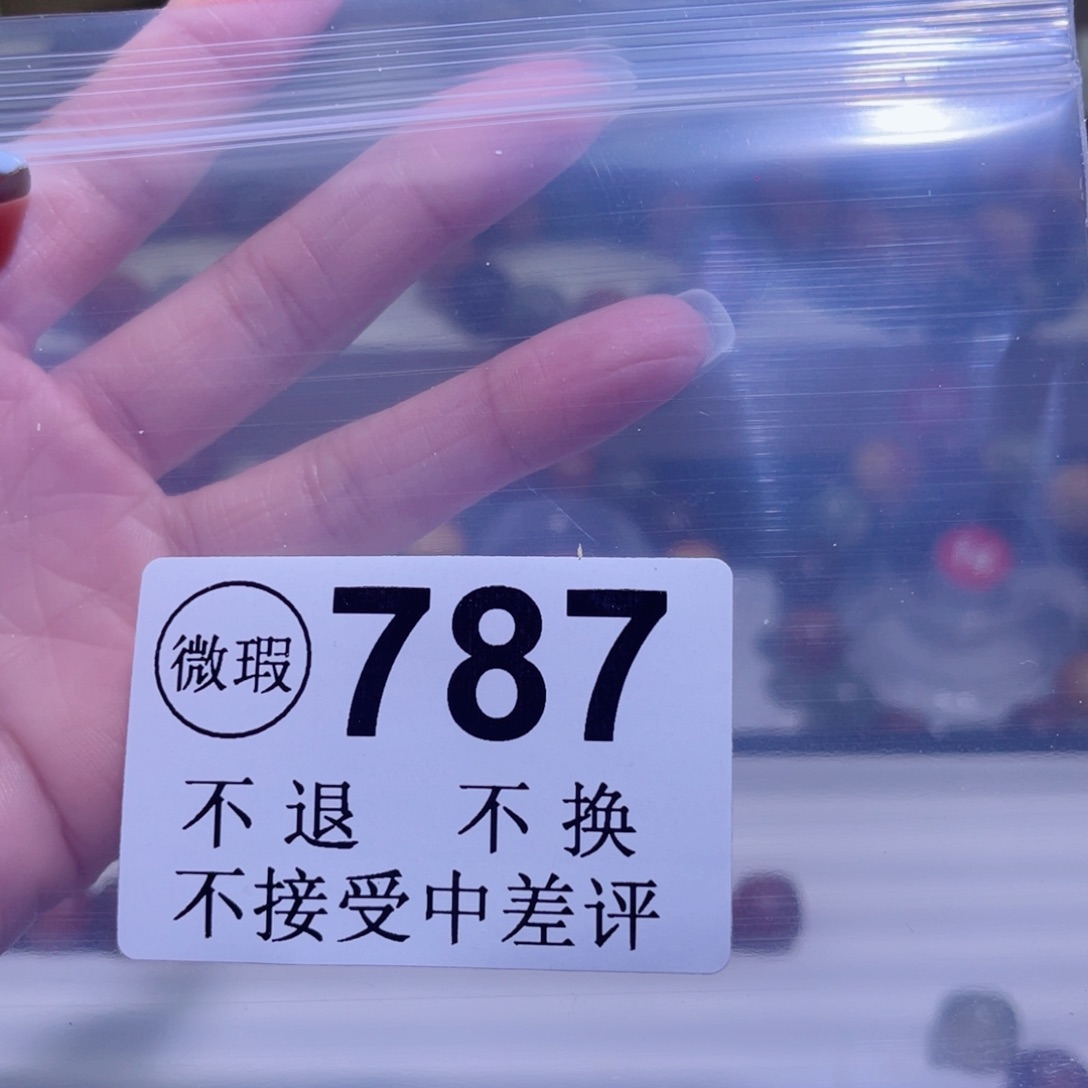 微瑕 787
不退 不换
不接受中差评